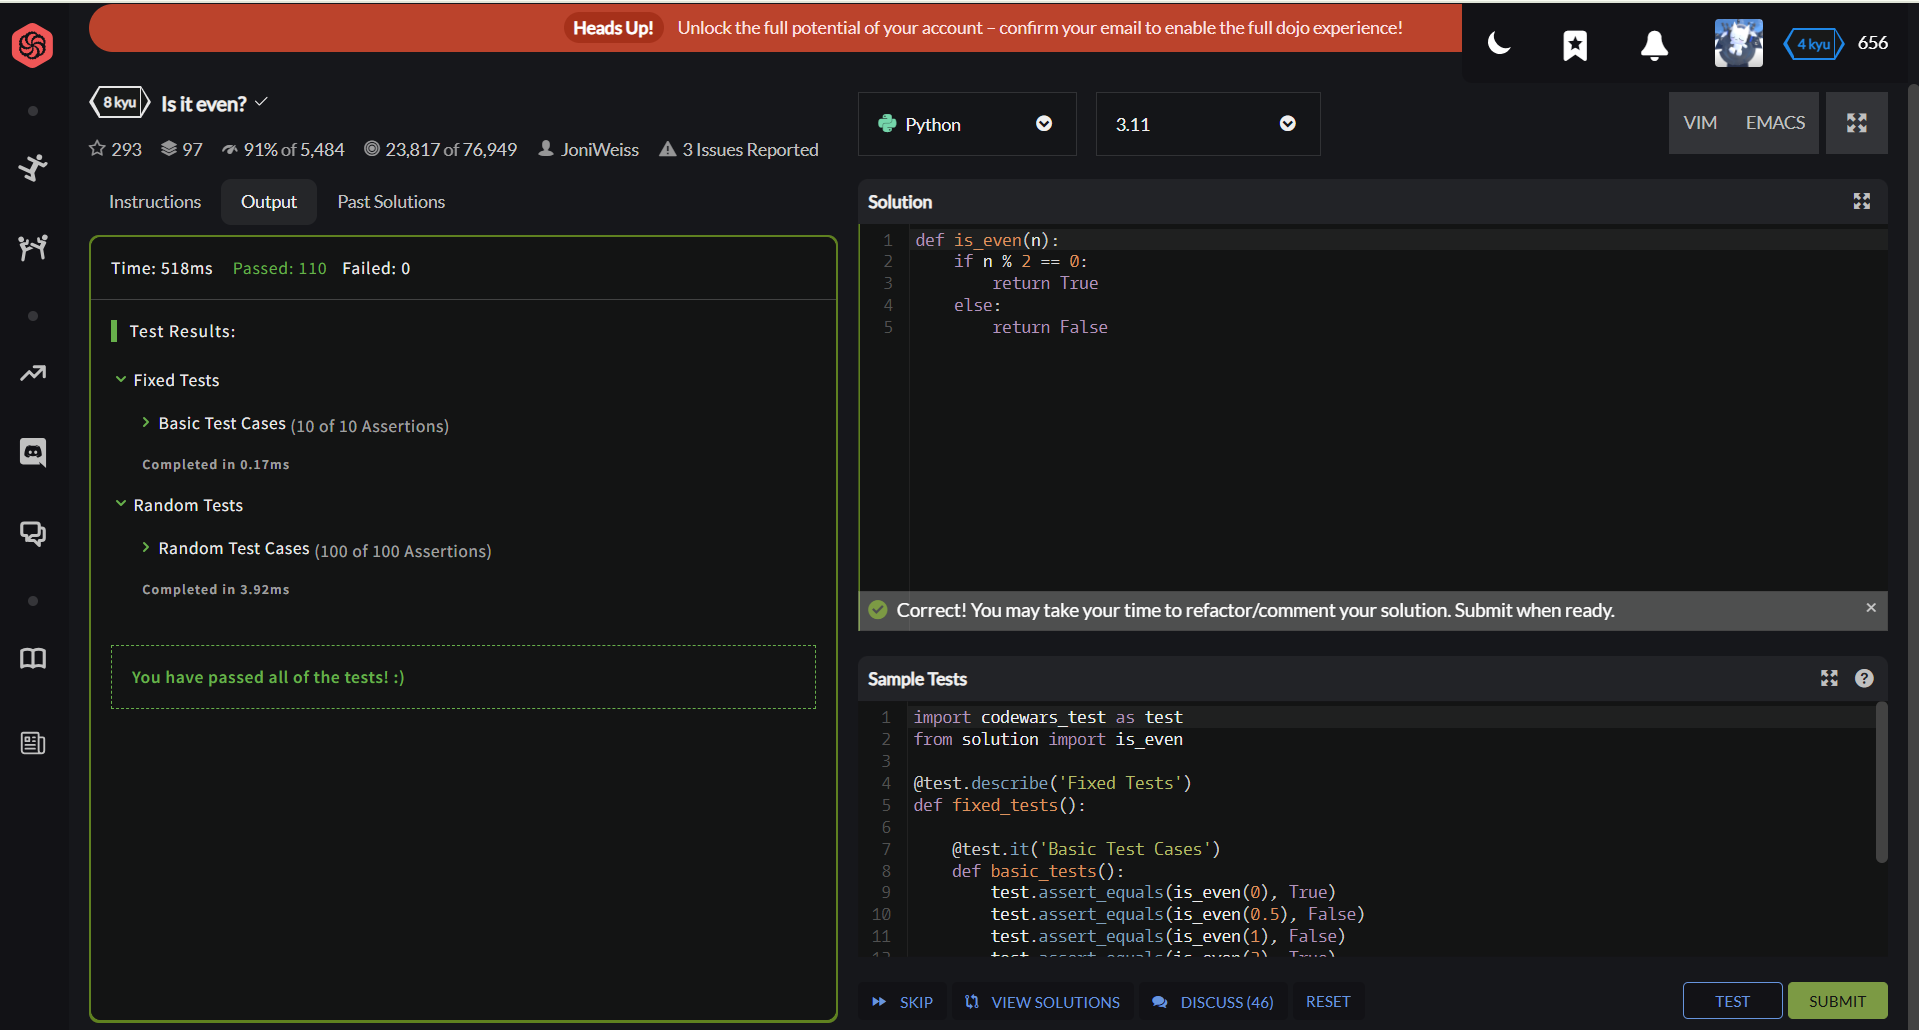 Heads Up! Unlock the full potential of your account – confirm your email to enable the full dojo experience!
4 kyu 656
8 kyu Is it even?
293 97 91% of 5,484 23,817 of 76,949 JoniWeiss 3 Issues Reported
Instructions Output Past Solutions
Time: 518ms Passed: 110 Failed: 0
Test Results:
Fixed Tests
Basic Test Cases (10 of 10 Assertions)
Completed in 0.17ms
Random Tests
Random Test Cases (100 of 100 Assertions)
Completed in 3.92ms
You have passed all of the tests! :)
Python 3.11 VIM EMACS
Solution
1 def is_even(n):
2     if n % 2 == 0:
3         return True
4     else:
5         return False
Correct! You may take your time to refactor/comment your solution. Submit when ready.
Sample Tests
1 import codewars_test as test
2 from solution import is_even
3
4 @test.describe('Fixed Tests')
5 def fixed_tests():
6
7     @test.it('Basic Test Cases')
8     def basic_tests():
9         test.assert_equals(is_even(0), True)
10         test.assert_equals(is_even(0.5), False)
11         test.assert_equals(is_even(1), False)
12         test.assert_equals(is_even(2), True)
SKIP VIEW SOLUTIONS DISCUSS (46) RESET TEST SUBMIT